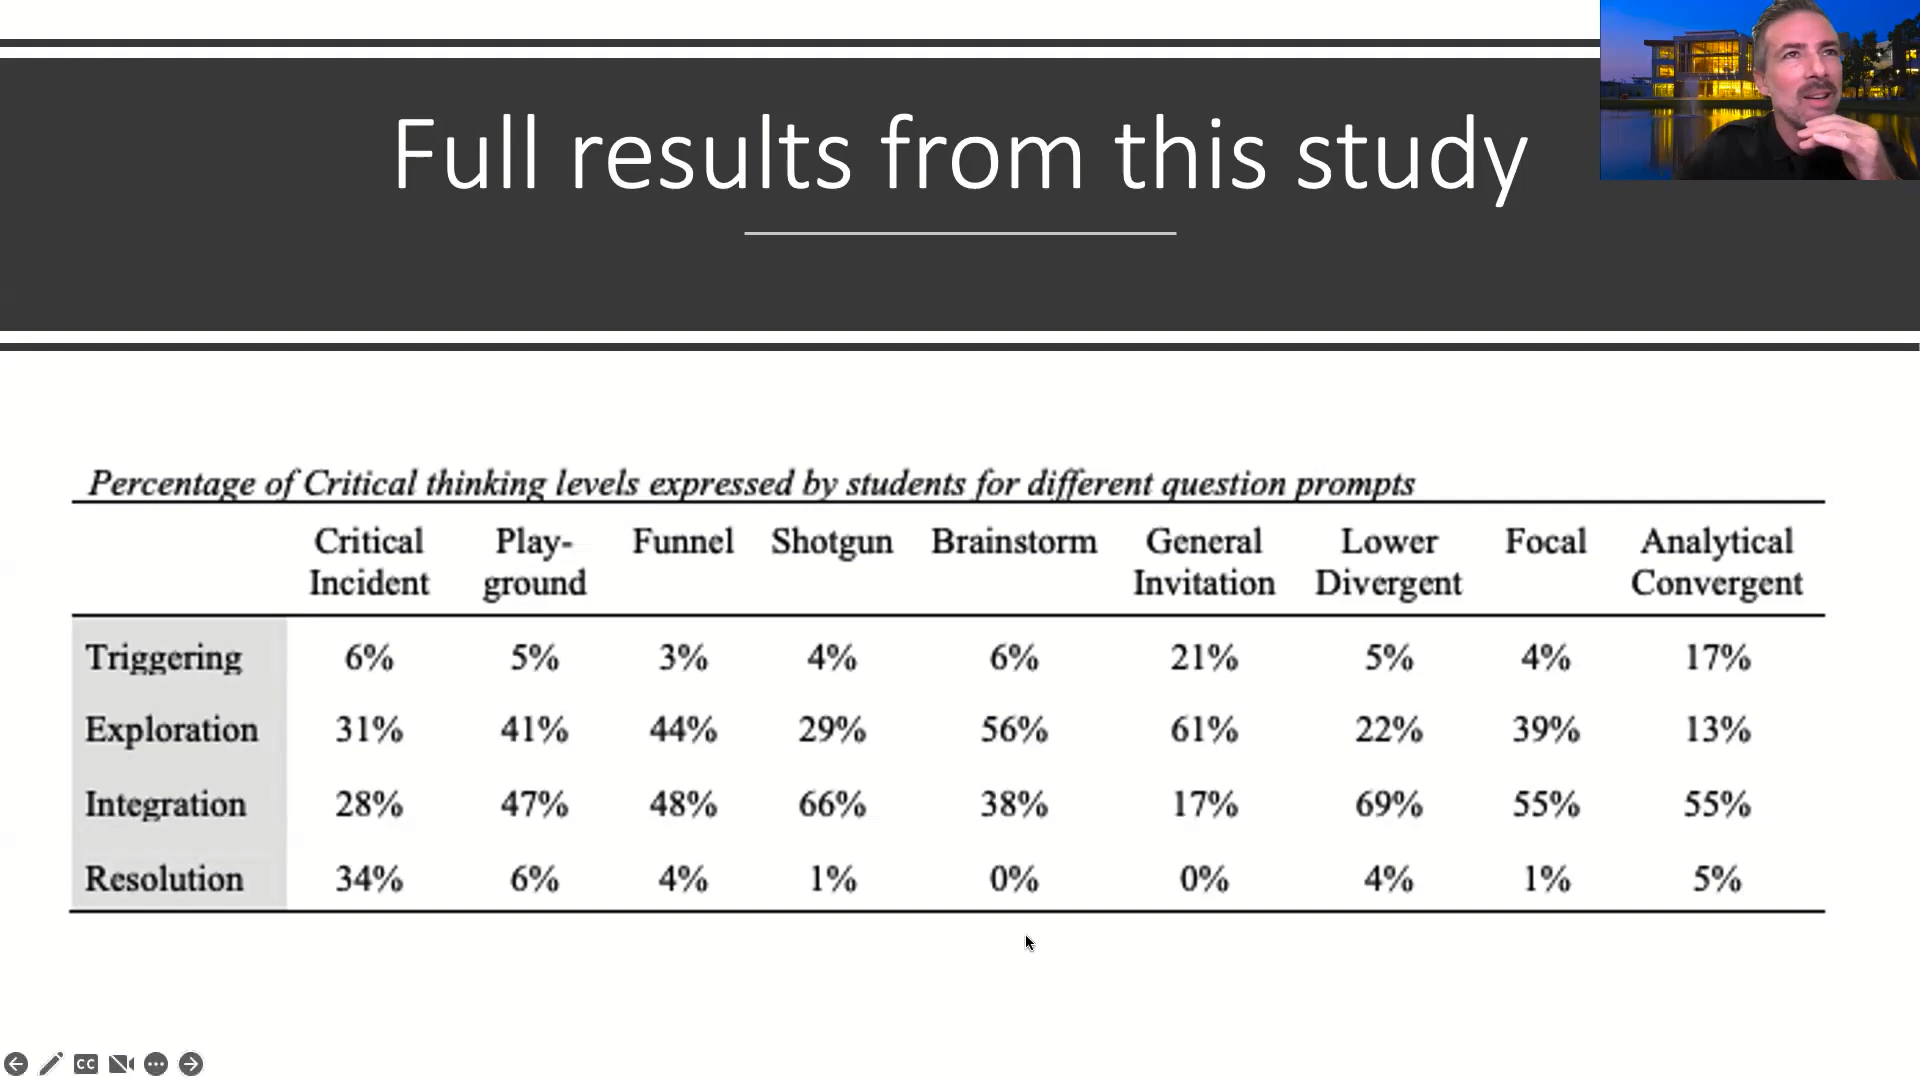 Full results from this study
Percentage of Critical thinking levels expressed by students for different question prompts
Critical Incident Play-ground Funnel Shotgun Brainstorm General Invitation Lower Divergent Focal Analytical Convergent
Triggering 6% 5% 3% 4% 6% 21% 5% 4% 17%
Exploration 31% 41% 44% 29% 56% 61% 22% 39% 13%
Integration 28% 47% 48% 66% 38% 17% 69% 55% 55%
Resolution 34% 6% 4% 1% 0% 0% 4% 1% 5%
CC